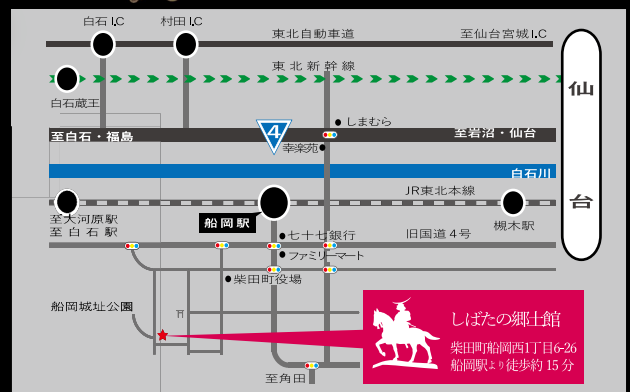 白石 I.C
村田 I.C
東北自動車道
至仙台宮城I.C
東北新幹線
白石蔵王
仙台
しまむら
4
至白石・福島
至岩沼・仙台
幸楽苑
白石川
JR東北本線
至大河原駅
至白石駅
船岡駅
槻木駅
七十七銀行
旧国道4号
ファミリーマート
柴田町役場
船岡城址公園
しばたの郷土館
柴田町船岡西1丁目6-26
船岡駅より徒歩約15分
至角田